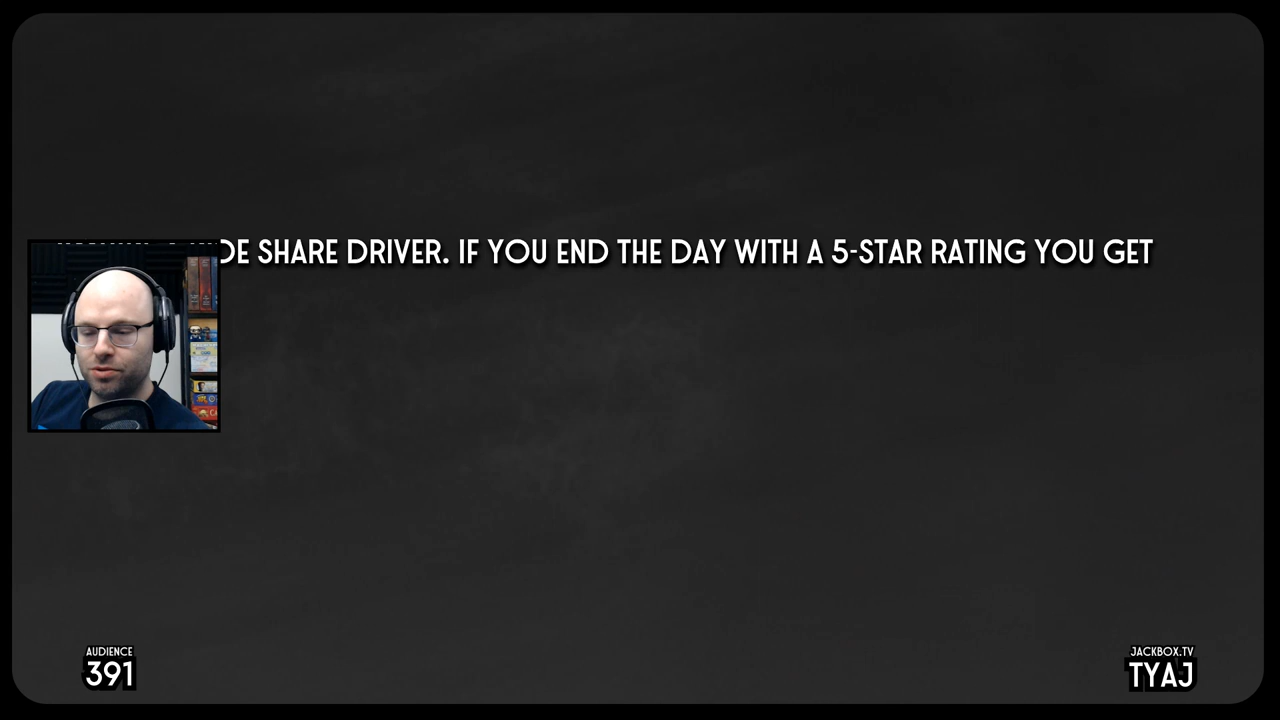 DE SHARE DRIVER. IF YOU END THE DAY WITH A 5-STAR RATING YOU GET
AUDIENCE
391
JACKBOX.TV
TYAJ